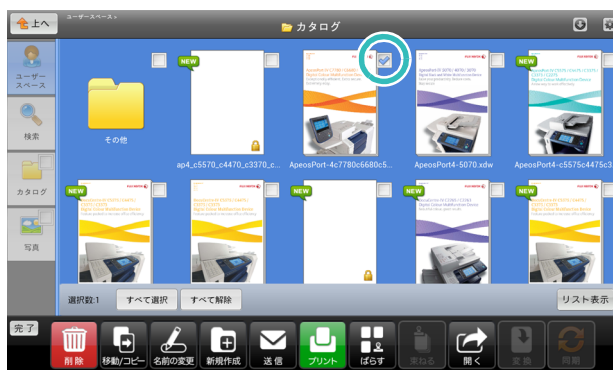 上へ
ユーザースペース
カタログ
ユーザー
スペース
検索
カタログ
写真
その他
NEW
ap4_c5570_c4470_c3370_c...
ApeosPort-4c7780c6680c5...
ApeosPort4-5070.xdw
ApeosPort4-c5575c4475c3
NEW
NEW
NEW
NEW
NEW
選択数:1
すべて選択
すべて解除
リスト表示
完了
削除
移動/コピー
名前の変更
新規作成
送信
プリント
ばらす
束ねる
開く
変換
同期